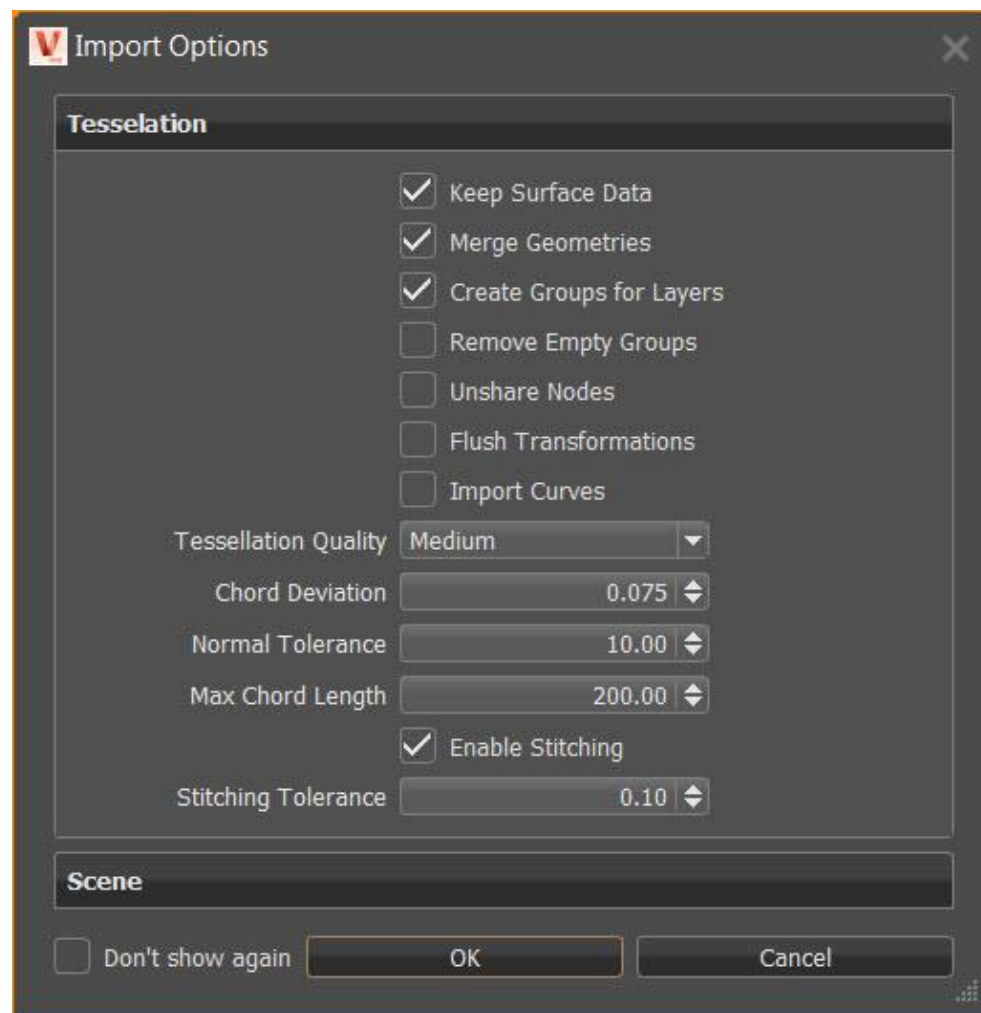 Import Options
Tesselation
Keep Surface Data
Merge Geometries
Create Groups for Layers
Remove Empty Groups
Unshare Nodes
Flush Transformations
Import Curves
Tessellation Quality Medium
Chord Deviation 0.075
Normal Tolerance 10.00
Max Chord Length 200.00
Enable Stitching
Stitching Tolerance 0.10
Scene
Don't show again OK Cancel